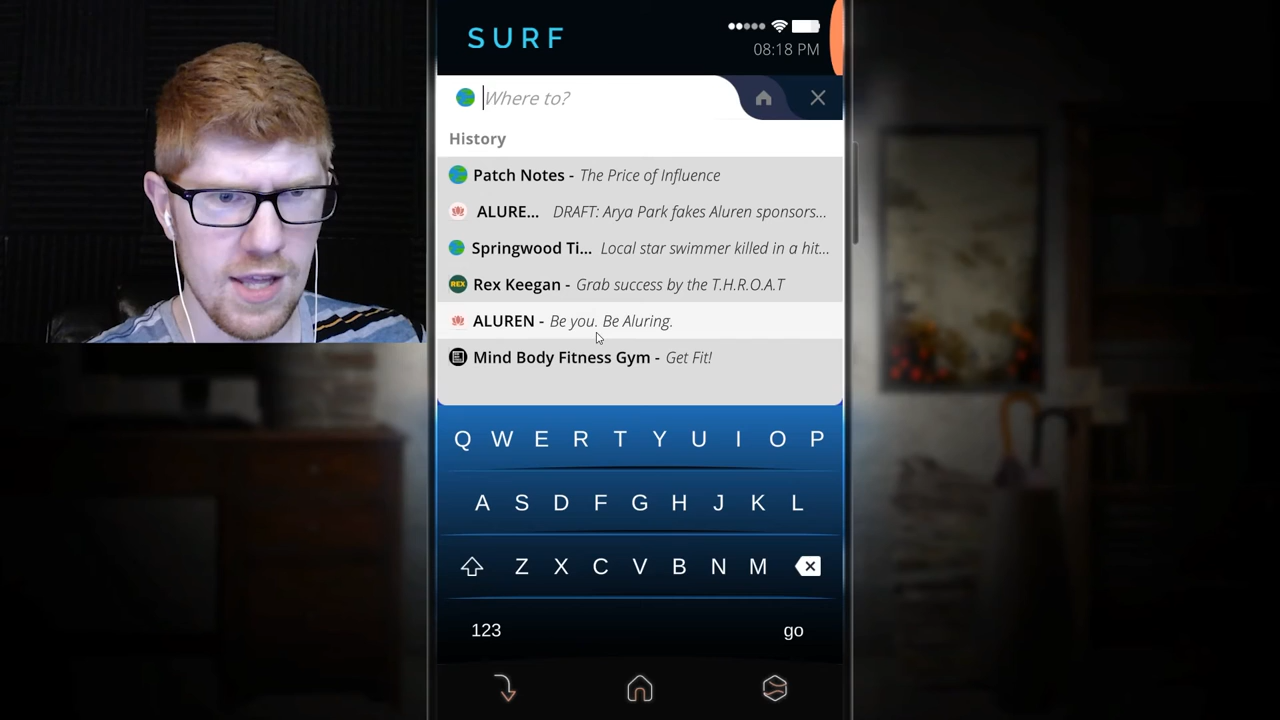 SURF
08:18 PM
Where to?
History
Patch Notes - The Price of Influence
ALURE... DRAFT: Arya Park fakes Aluren sponsors...
Springwood Ti... Local star swimmer killed in a hit...
REX Rex Keegan - Grab success by the T.H.R.O.A.T
ALUREN - Be you. Be Aluring.
Mind Body Fitness Gym - Get Fit!
Q W E R T Y U I O P
A S D F G H J K L
Z X C V B N M
123 go